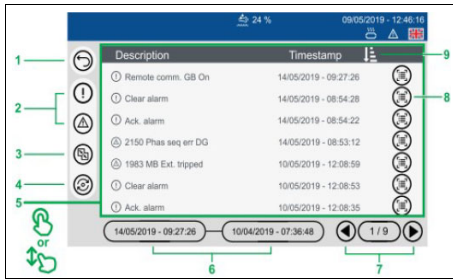 24 %
09/05/2019 - 12:46:16
Description Timestamp
Remote comm. GB On 14/05/2019 - 09:27:26
Clear alarm 14/05/2019 - 08:54:28
Ack. alarm 14/05/2019 - 08:54:22
2150 Phas seq err DG 14/05/2019 - 08:53:12
1983 MB Ext. tripped 10/05/2019 - 12:08:59
Clear alarm 10/05/2019 - 12:08:53
Ack. alarm 10/05/2019 - 12:08:35
14/05/2019 - 09:27:26 10/04/2019 - 07:36:48 1 / 9
1
2
3
4
5
or
6
7
8
9